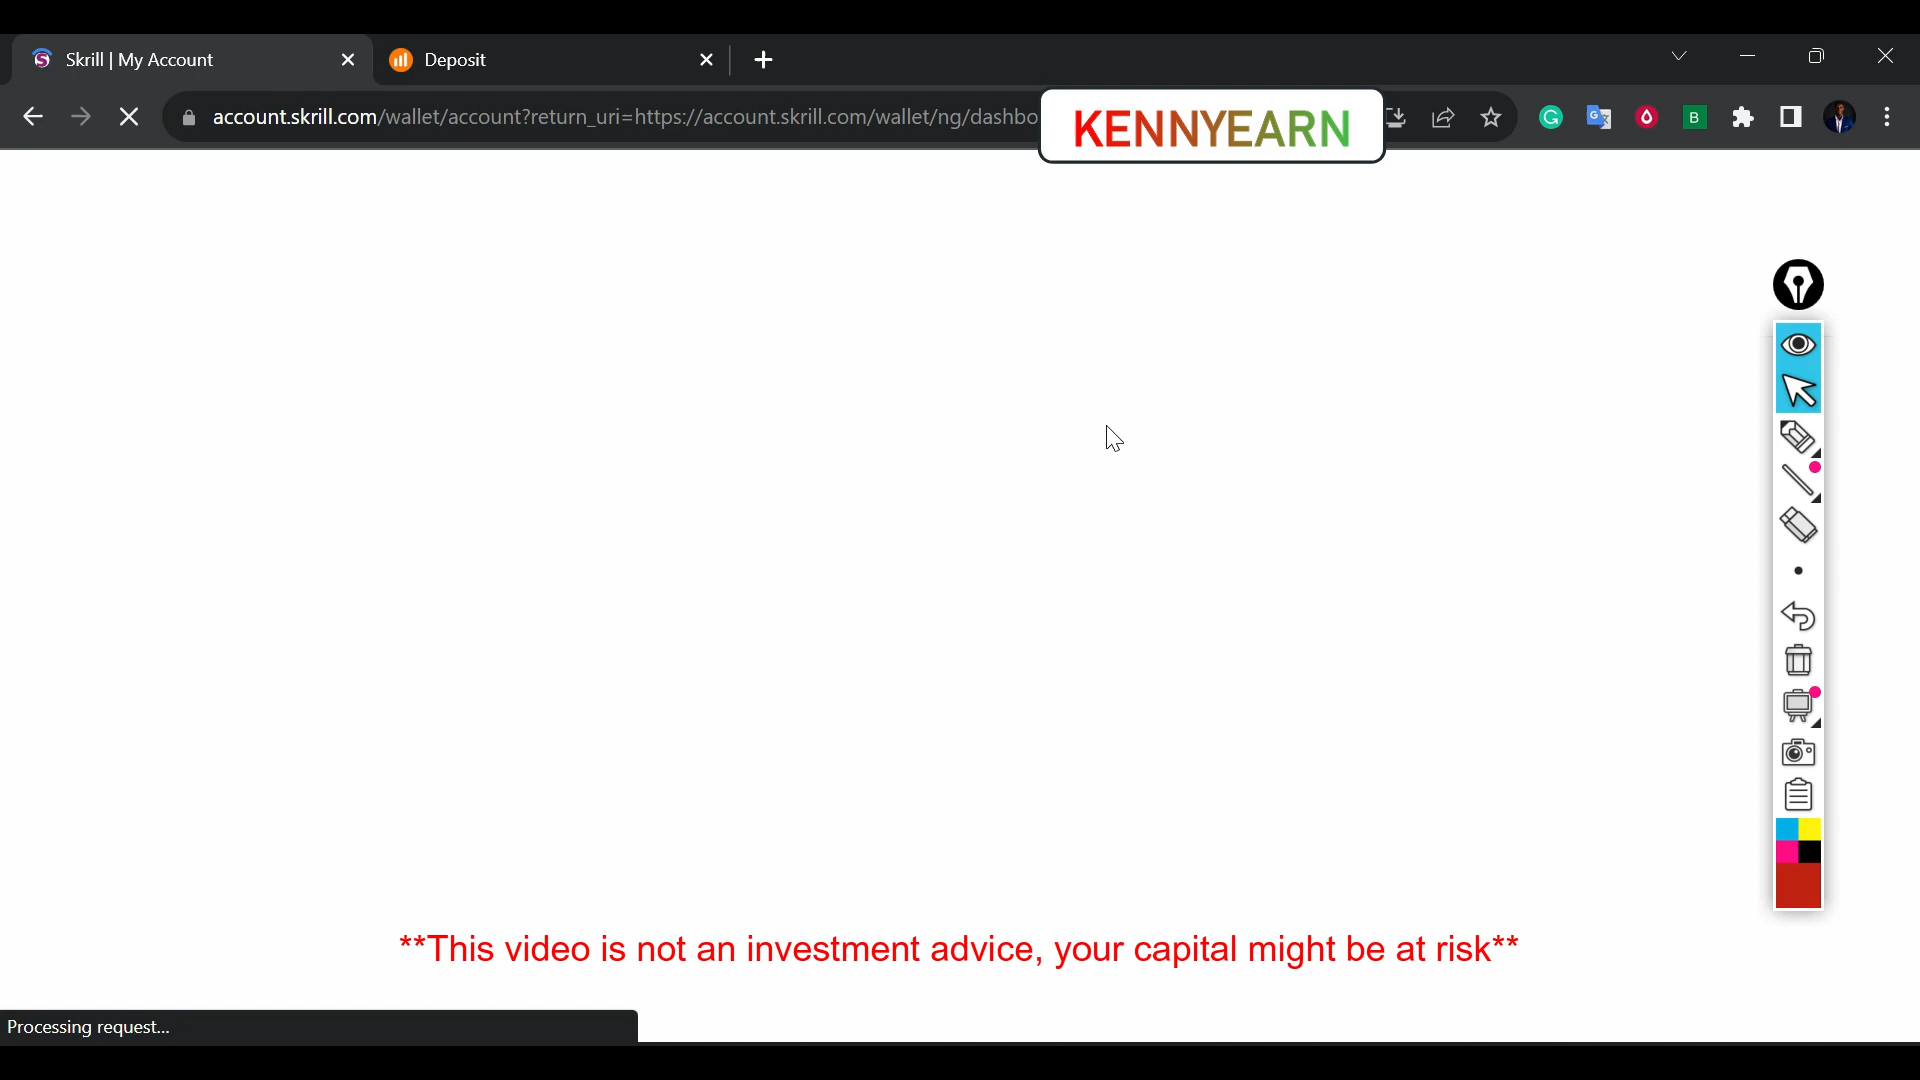 Skrill | My Account
Deposit
account.skrill.com/wallet/account?return_uri=https://account.skrill.com/wallet/ng/dashbo
KENNYEARN
**This video is not an investment advice, your capital might be at risk**
Processing request...